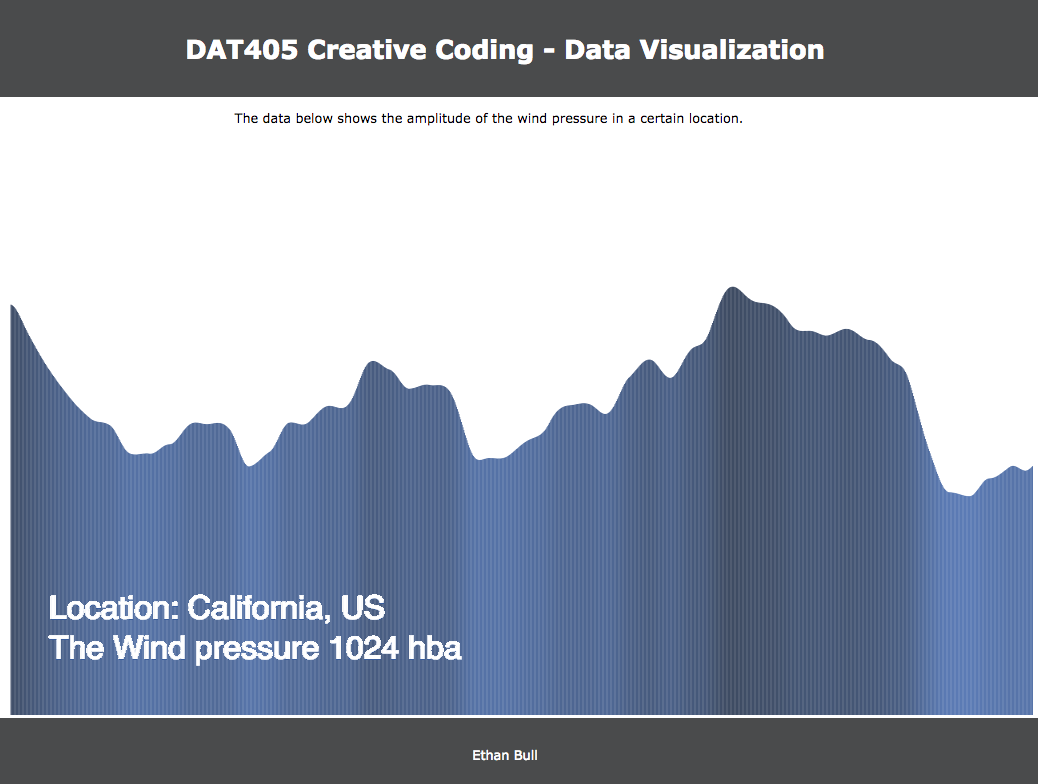 DAT405 Creative Coding - Data Visualization
The data below shows the amplitude of the wind pressure in a certain location.
Location: California, US
The Wind pressure 1024 hba
Ethan Bull